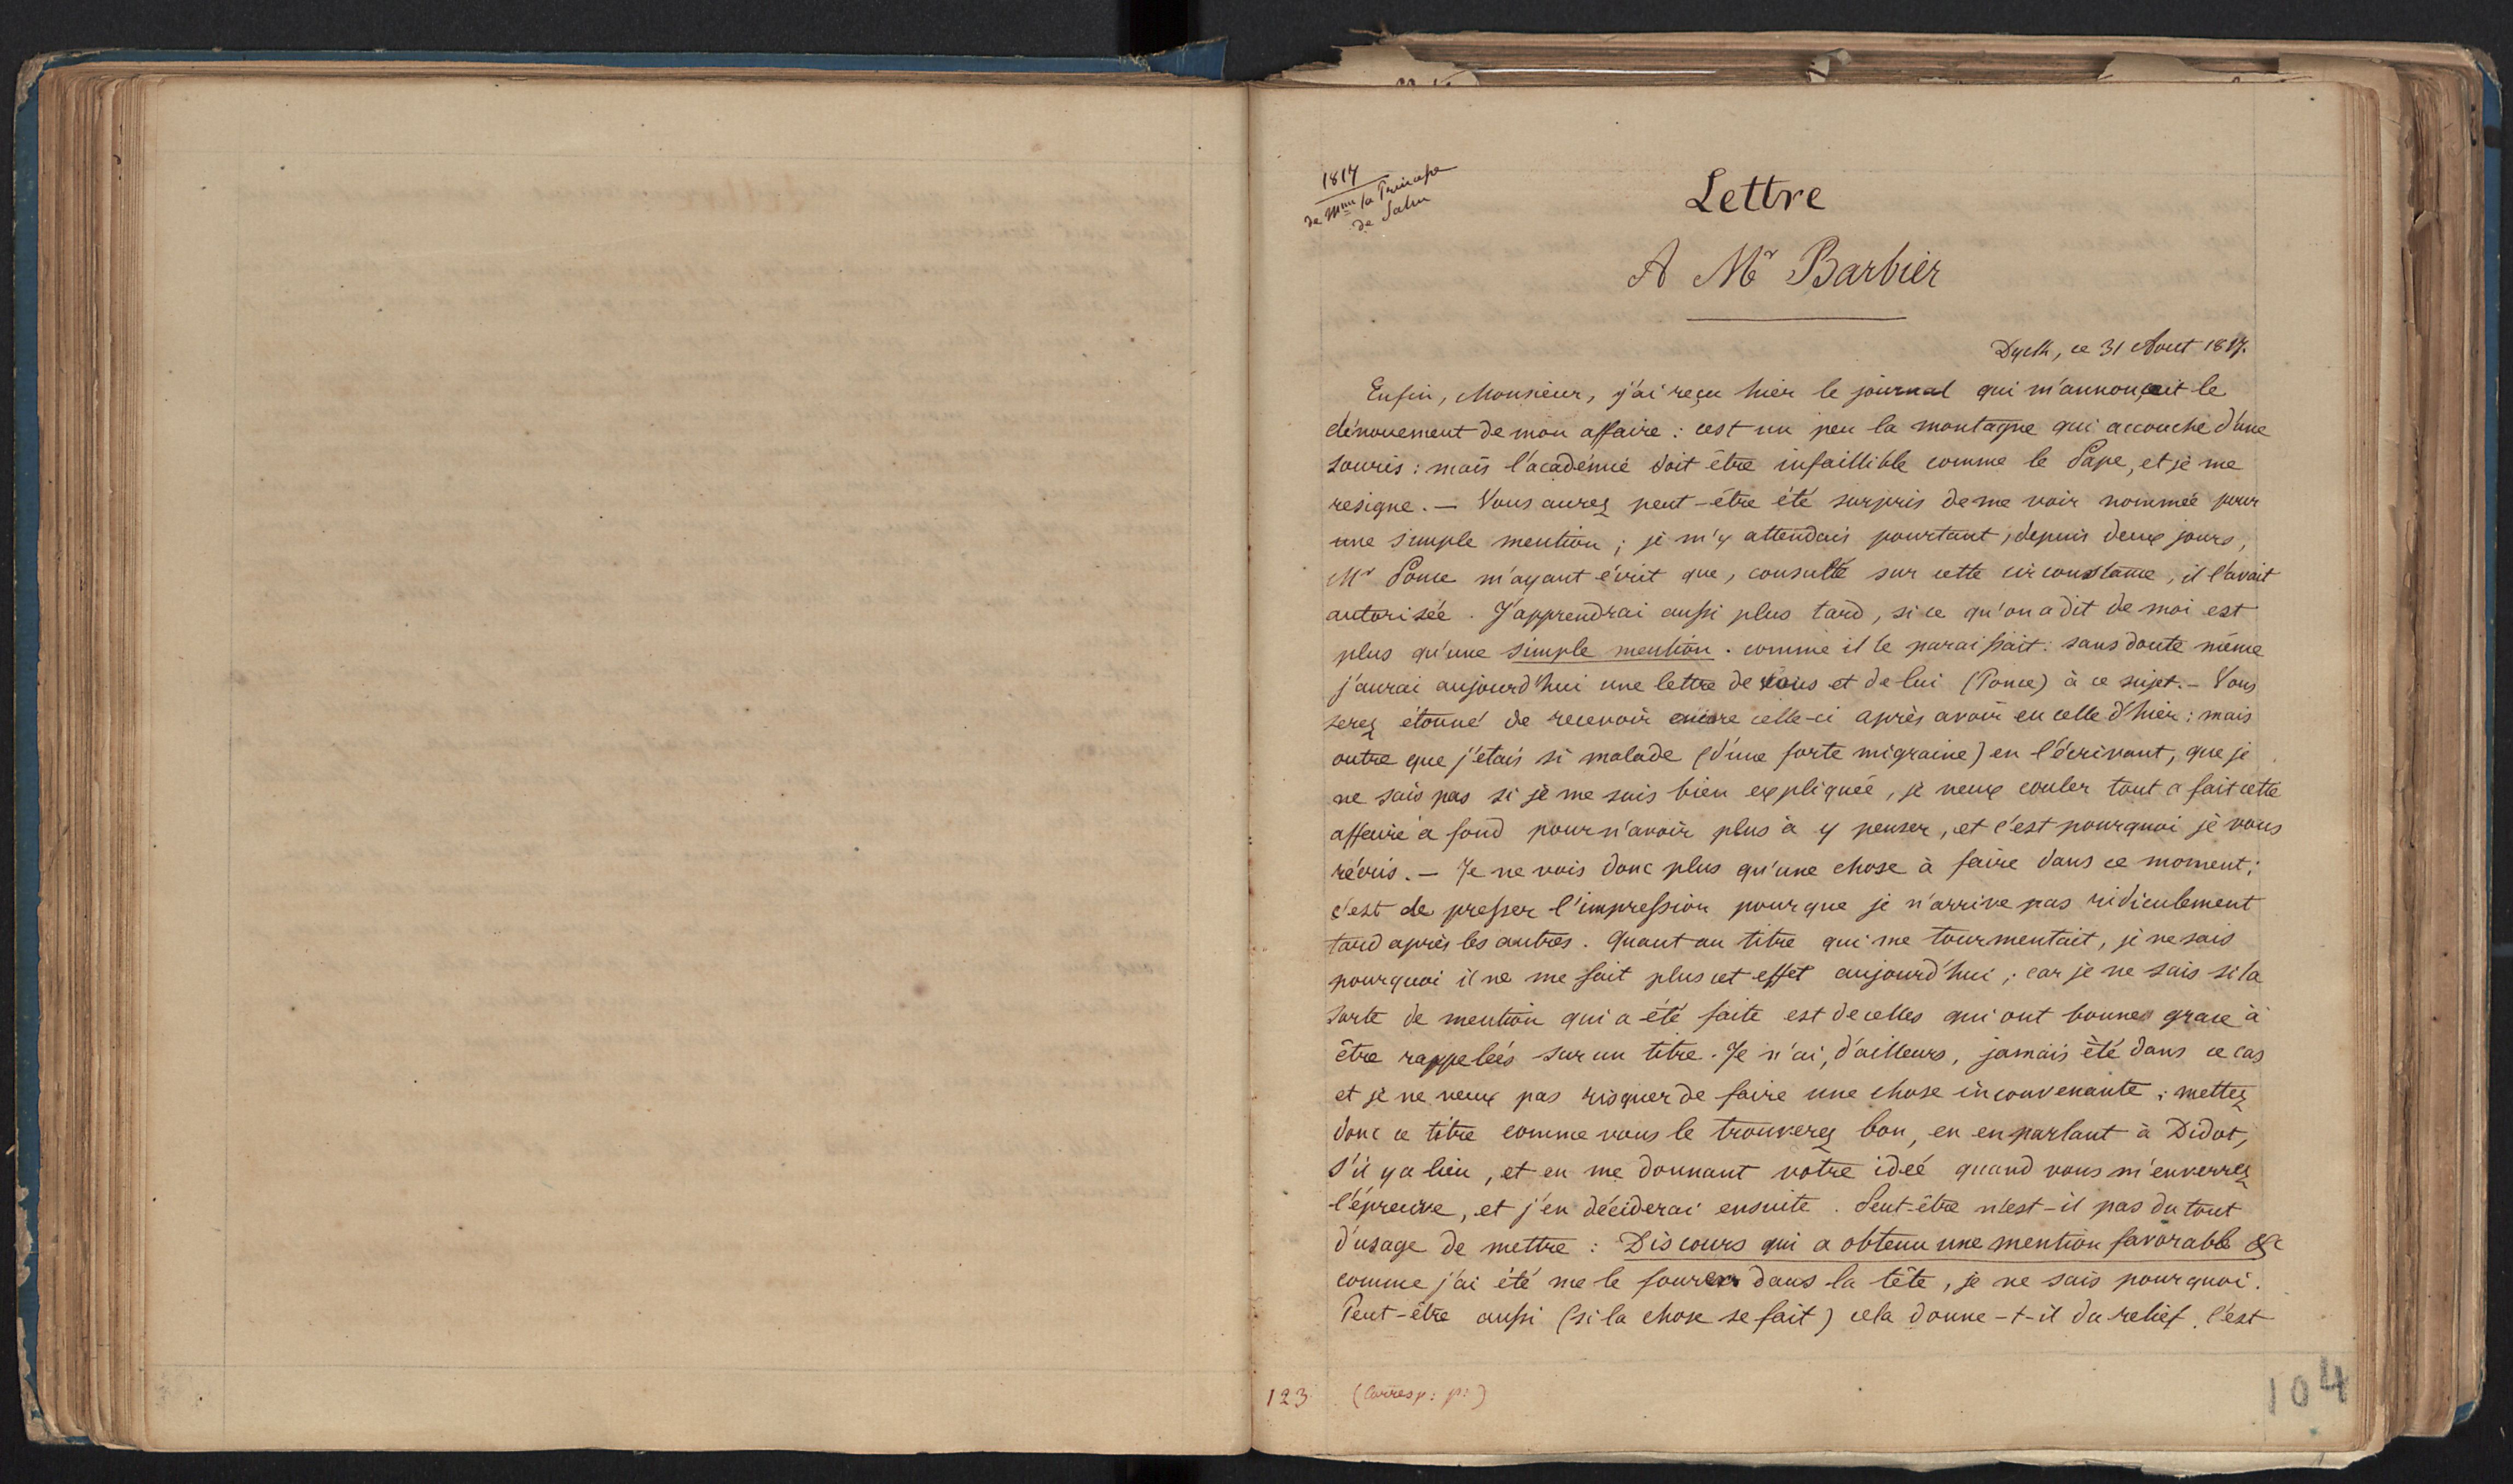 1817
de Mme la Princesse
de Salm
Lettre
A Mr Barbier
Dyck, ce 31 Aout 1817.
Enfin, Monsieur, j'ai reçu hier le journal qui m'annonçait le
dénouement de mon affaire : cest un peu la montagne qui accouche d'une
souris : mais l'académie doit être infaillible comme le Pape, et je me
resigne. — Vous aurez peut-être été surpris de me voir nommée pour
une simple mention ; je m'y attendais pourtant, depuis deux jours,
Mr Ponce m'ayant écrit que, consulté sur cette circonstance, il l'avait
autorisée. J'apprendrai aussi plus tard, si ce qu'on a dit de moi est
plus qu'une simple mention. comme il le paraissait : sans doute même
j'aurai aujourd'hui une lettre de vous et de lui (Ponce) à ce sujet. — Vous
serez étonné de recevoir encore celle-ci après avoir eu celle d'hier : mais
outre que j'étais si malade (d'une forte migraine) en l'écrivant, que je
ne sais pas si je me suis bien expliquée, je veux couler tout a fait cette
affaire a fond pour n'avoir plus à y penser, et c'est pourquoi je vous
récris. — Je ne vois donc plus qu'une chose à faire dans ce moment ;
c'est de presser l'impression pour que je n'arrive pas ridiculement
tard après les autres. Quant au titre qui me tourmentait, je ne sais
pourquoi il ne me fait plus cet effet aujourd'hui ; car je ne sais si la
sorte de mention qui a été faite est de celles qui ont bonne grace à
être rappelées sur un titre. Je n'ai, d'ailleurs, jamais été dans ce cas
et je ne veux pas risquer de faire une chose inconvenante ; mettez
donc ce titre comme vous le trouverez bon, en en parlant à Didot,
s'il y a lieu, et en me donnant votre idée quand vous m'enverrez
l'épreuve, et j'en déciderai ensuite. Peut-être n'est-il pas du tout
d'usage de mettre : Discours qui a obtenu une mention favorable &c
comme j'ai été me le fourrer dans la tête, je ne sais pourquoi.
Peut-être aussi (si la chose se fait) cela donne-t-il du relief. C'est
123 (Corresp : p :)
104